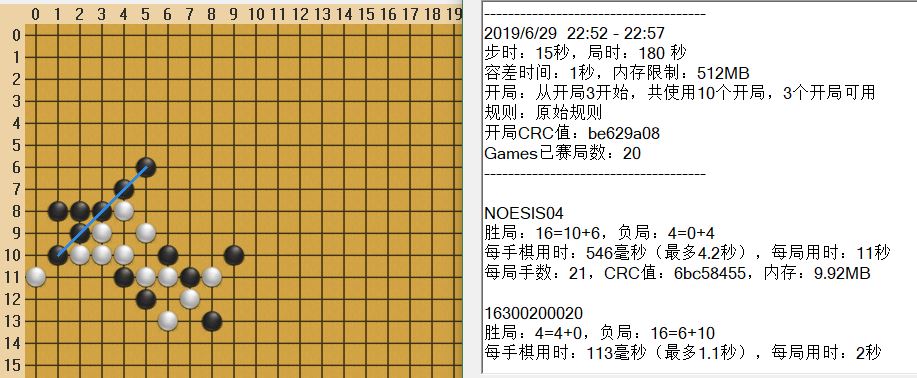 0 1 2 3 4 5 6 7 8 9 10 11 12 13 14 15 16 17 18 19
0
1
2
3
4
5
6
7
8
9
10
11
12
13
14
15
-------------------------------------
2019/6/29 22:52 - 22:57
步时：15秒，局时：180 秒
容差时间：1秒，内存限制：512MB
开局：从开局3开始，共使用10个开局，3个开局可用
规则：原始规则
开局CRC值：be629a08
Games已赛局数：20
-------------------------------------
NOESIS04
胜局：16=10+6，负局：4=0+4
每手棋用时：546毫秒（最多4.2秒），每局用时：11秒
每局手数：21，CRC值：6bc58455，内存：9.92MB
16300200020
胜局：4=4+0，负局：16=6+10
每手棋用时：113毫秒（最多1.1秒），每局用时：2秒